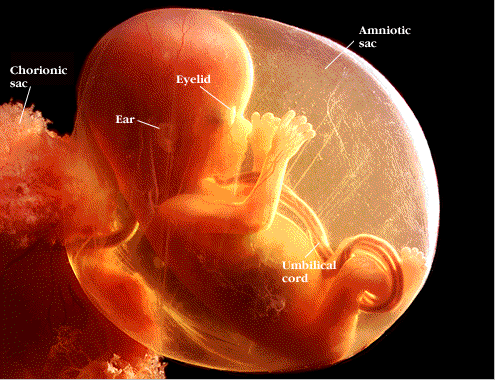 Amniotic
sac
Chorionic
sac
Eyelid
Ear
Umbilical
cord